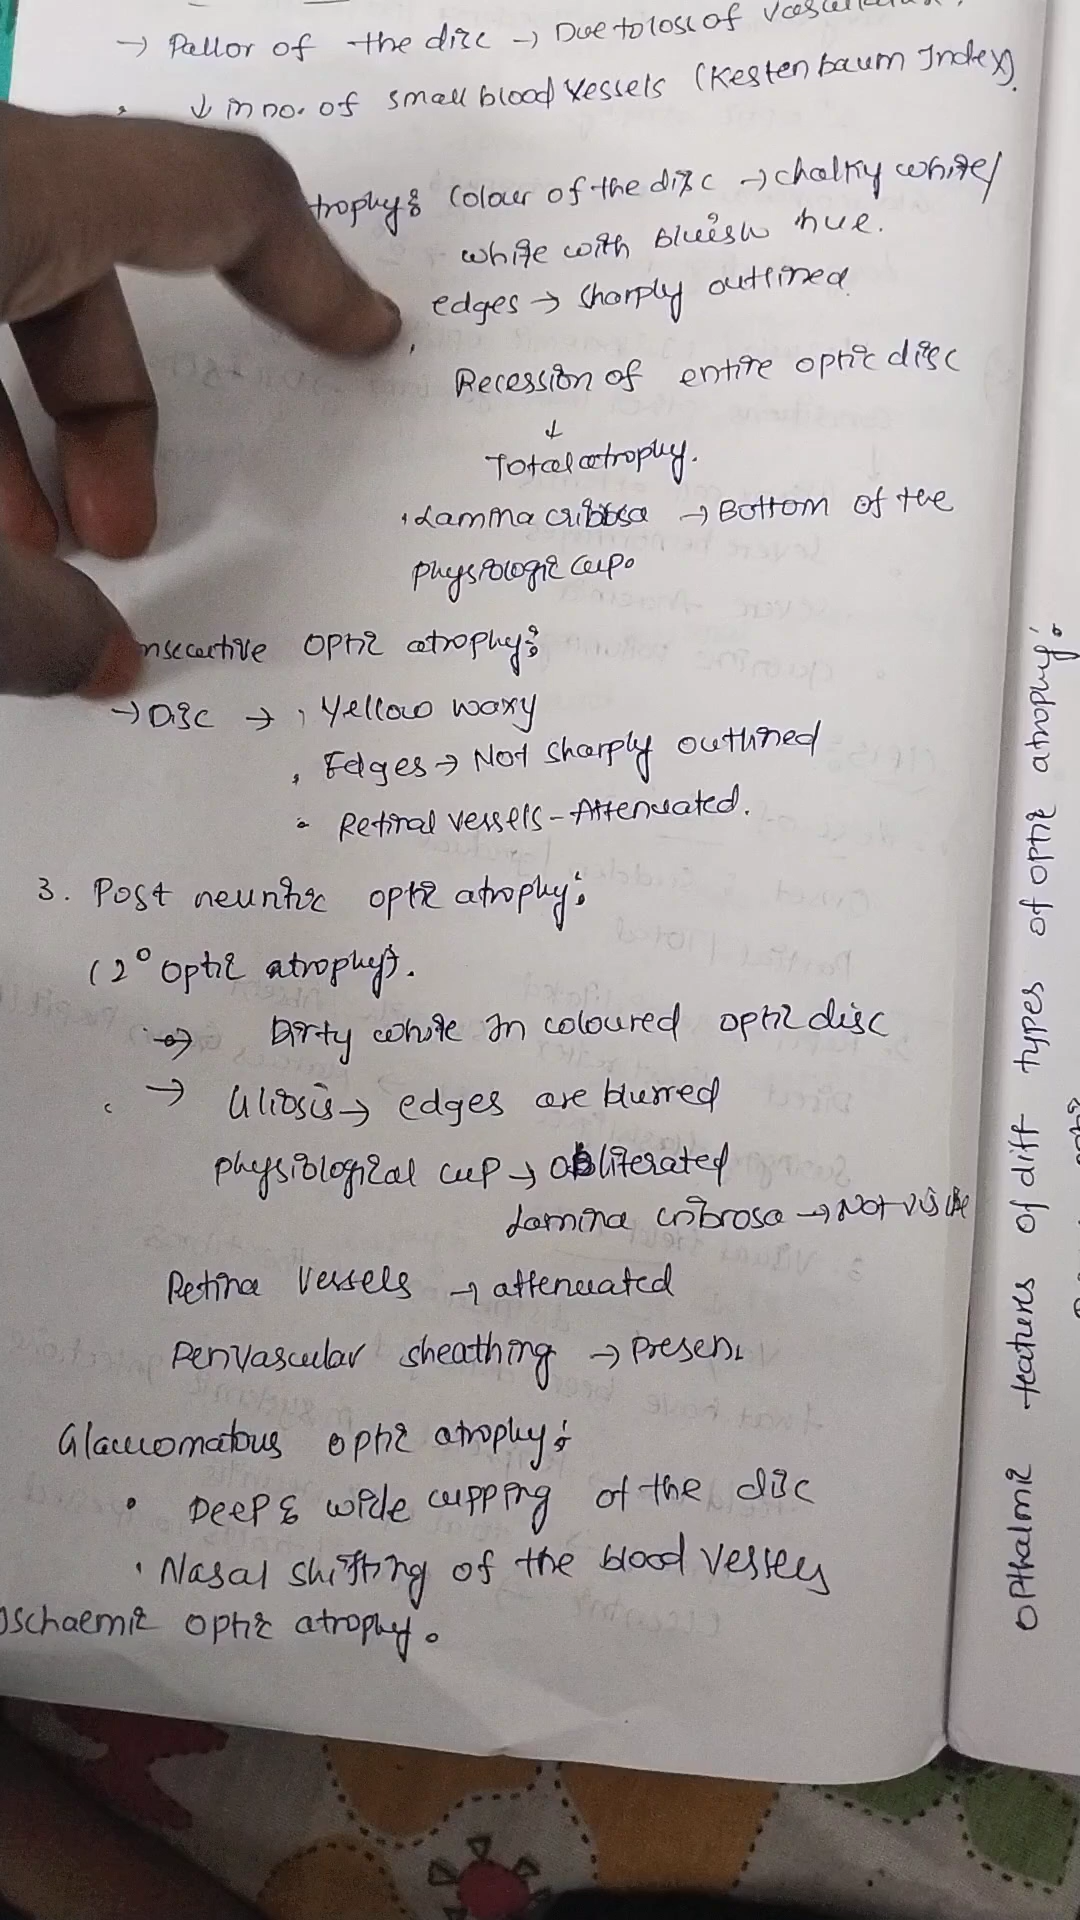 → Pallor of the disc → Due to loss of
↓ in no. of small blood vessels (Kestenbaum Index).
trophy: Colour of the disc → chalky white/
white with blueish hue.
edges → sharply outlined
Recession of entire optic disc
↓
Total atrophy.
Lamina cribbsa → Bottom of the
physiologic cup.
nsecutive optic atrophy:
→ Disc → Yellow waxy
Edges → Not sharply outlined
Retinal vessels - Attenuated.
3. Post neuritic optic atrophy:
(2° optic atrophy).
→ Dirty white in coloured optic disc
→ Gliosis → edges are blurred
physiological cup → obliterated
Lamina cribrosa → Not visible
Retina vessels → attenuated
Perivascular sheathing → Present
Glaucomatous optic atrophy:
• Deep & wide cupping of the disc
• Nasal shifting of the blood vessels
Ischaemic optic atrophy.
opthalmic features of diff types of optic atrophy: